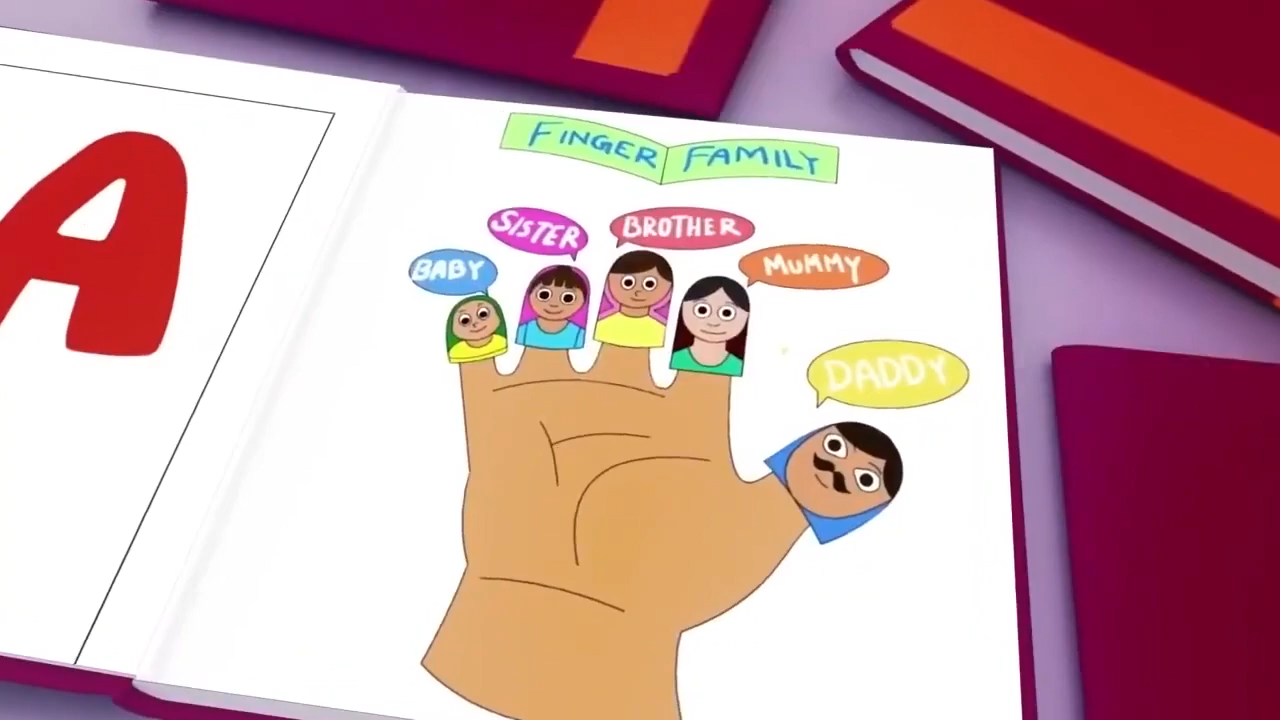 A
FINGER FAMILY
SISTER
BROTHER
BABY
MUMMY
DADDY